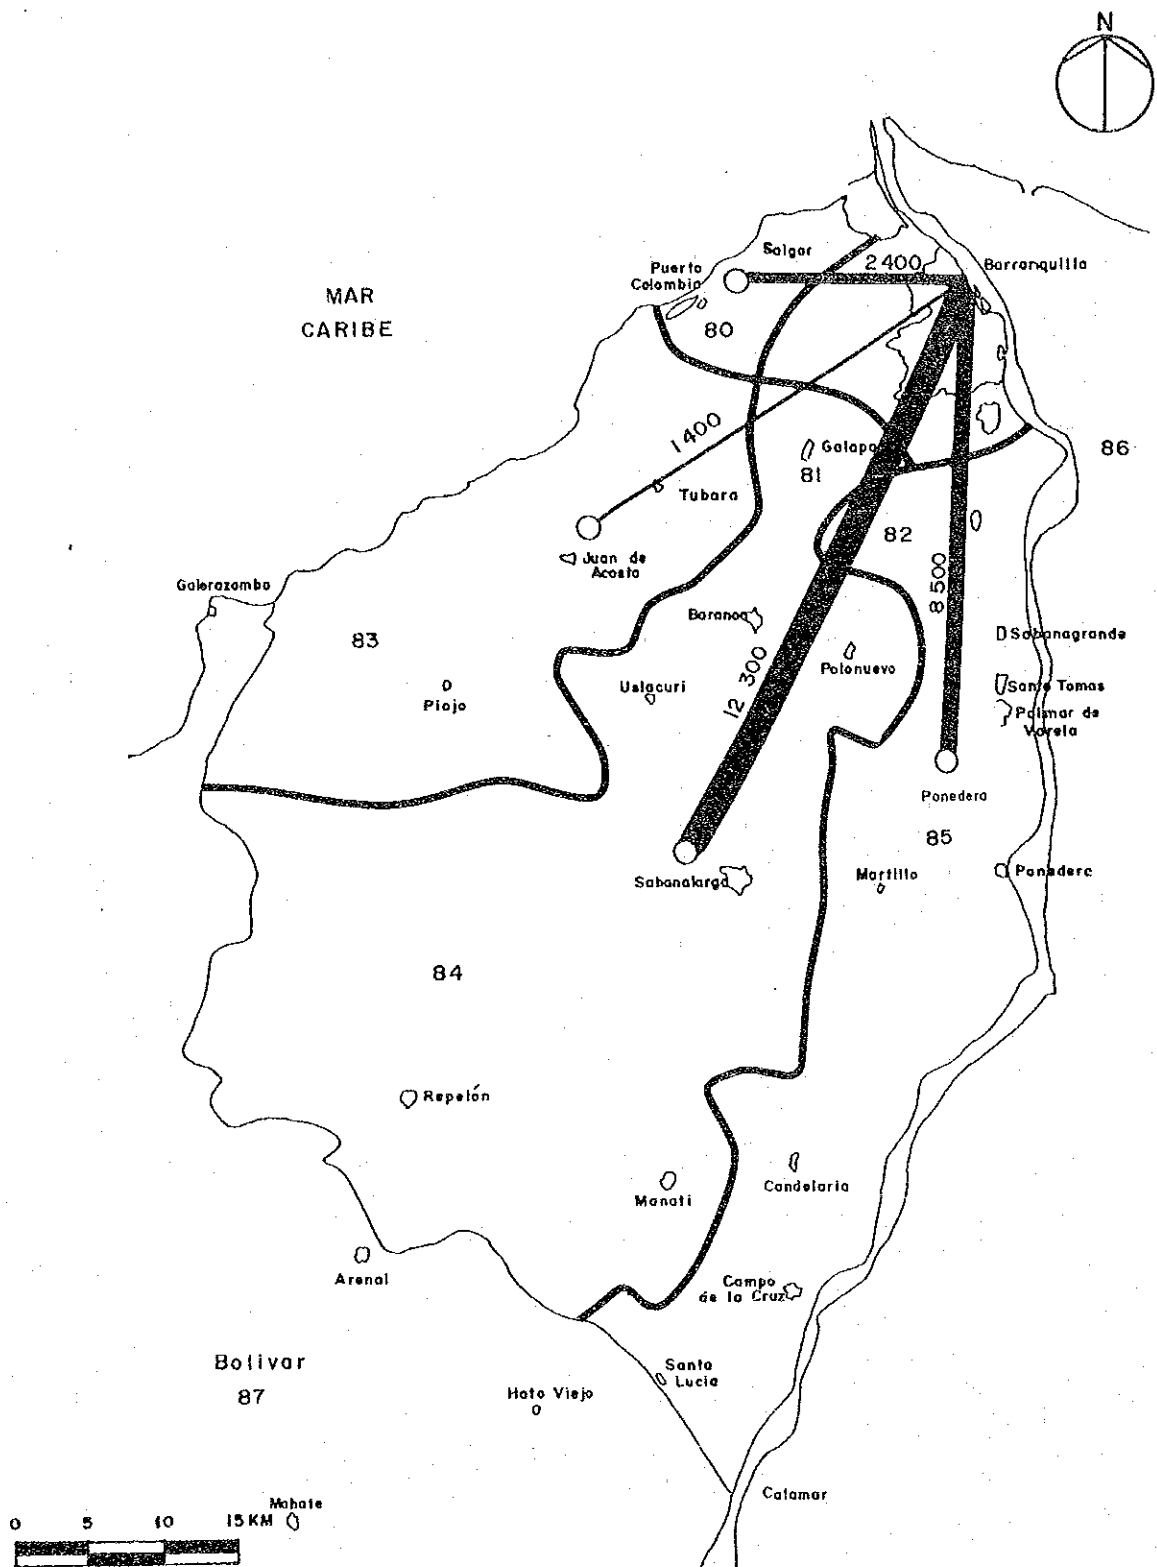 N
Salgar
2400
Barranquilla
Puerto
Colombia
MAR
CARIBE
80
1400
Galapa
86
81
Tubara
82
Juan de
Acosta
Galerazamba
8 500
Baranoa
Sabanagrande
83
Polonuevo
12 300
Usiacuri
Santo Tomas
Piojo
Palmar de
Varela
Ponedera
85
Sabanalarga
Martillo
84
Repelón
Manati
Candelaria
Arenal
Campo
de la Cruz
Bolivar
87
Santa
Lucia
Hato Viejo
Calamar
Mahate
0 5 10 15 KM